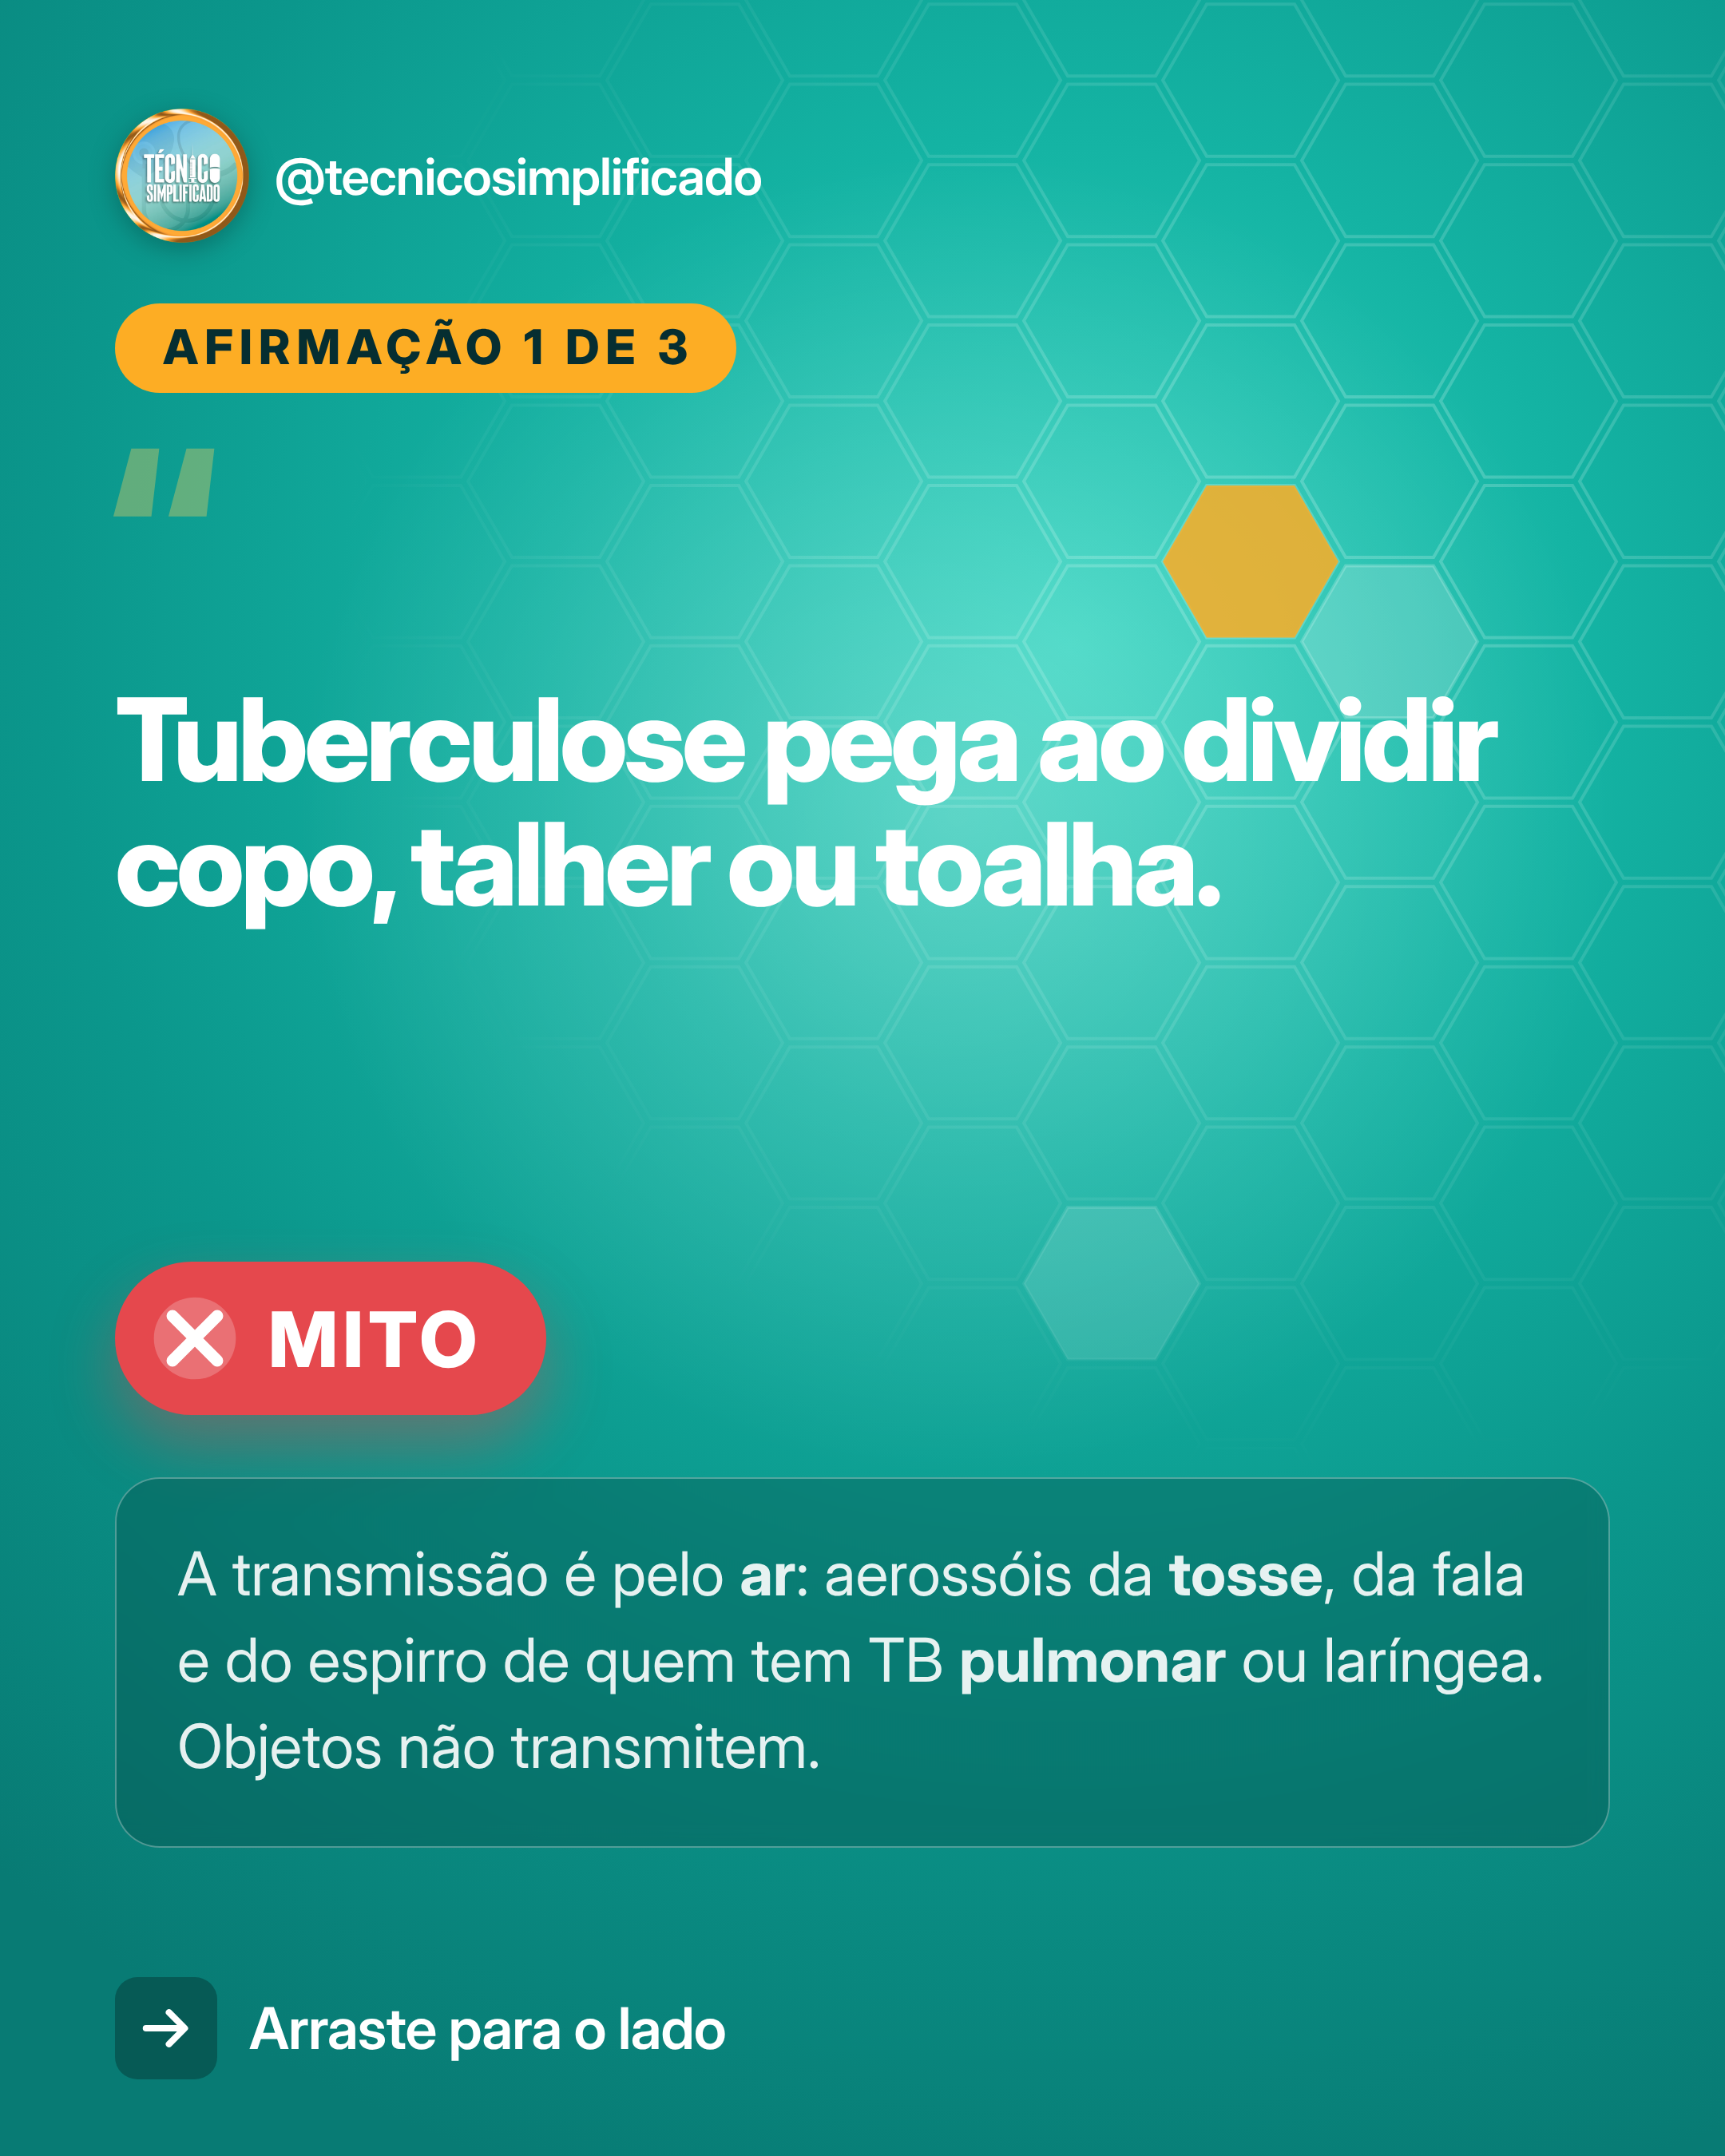 TÉCNICO
SIMPLIFICADO
@tecnicosimplificado
AFIRMAÇÃO 1 DE 3
"
Tuberculose pega ao dividir
copo, talher ou toalha.
MITO
A transmissão é pelo ar: aerossóis da tosse, da fala
e do espirro de quem tem TB pulmonar ou laríngea.
Objetos não transmitem.
Arraste para o lado